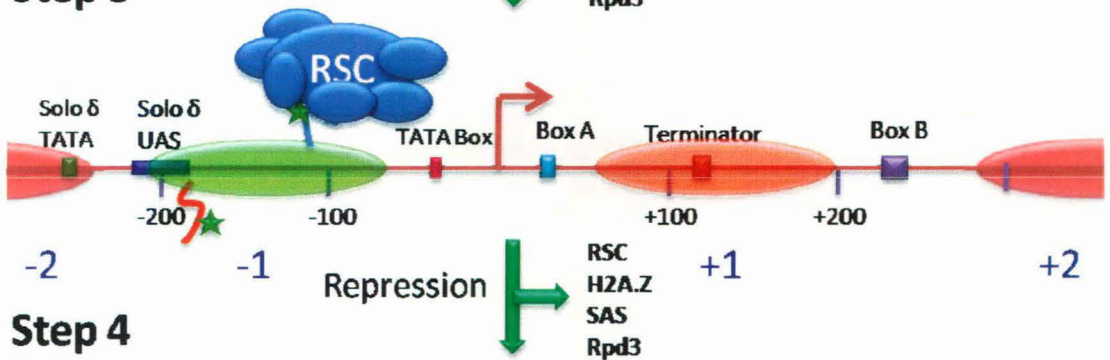 Step 3
Rpd3
RSC
Solo δ
TATA
Solo δ
UAS
TATA Box
Box A
Terminator
Box B
-200
-100
+100
+200
-2
-1
+1
+2
Repression
RSC
H2A.Z
SAS
Rpd3
Step 4